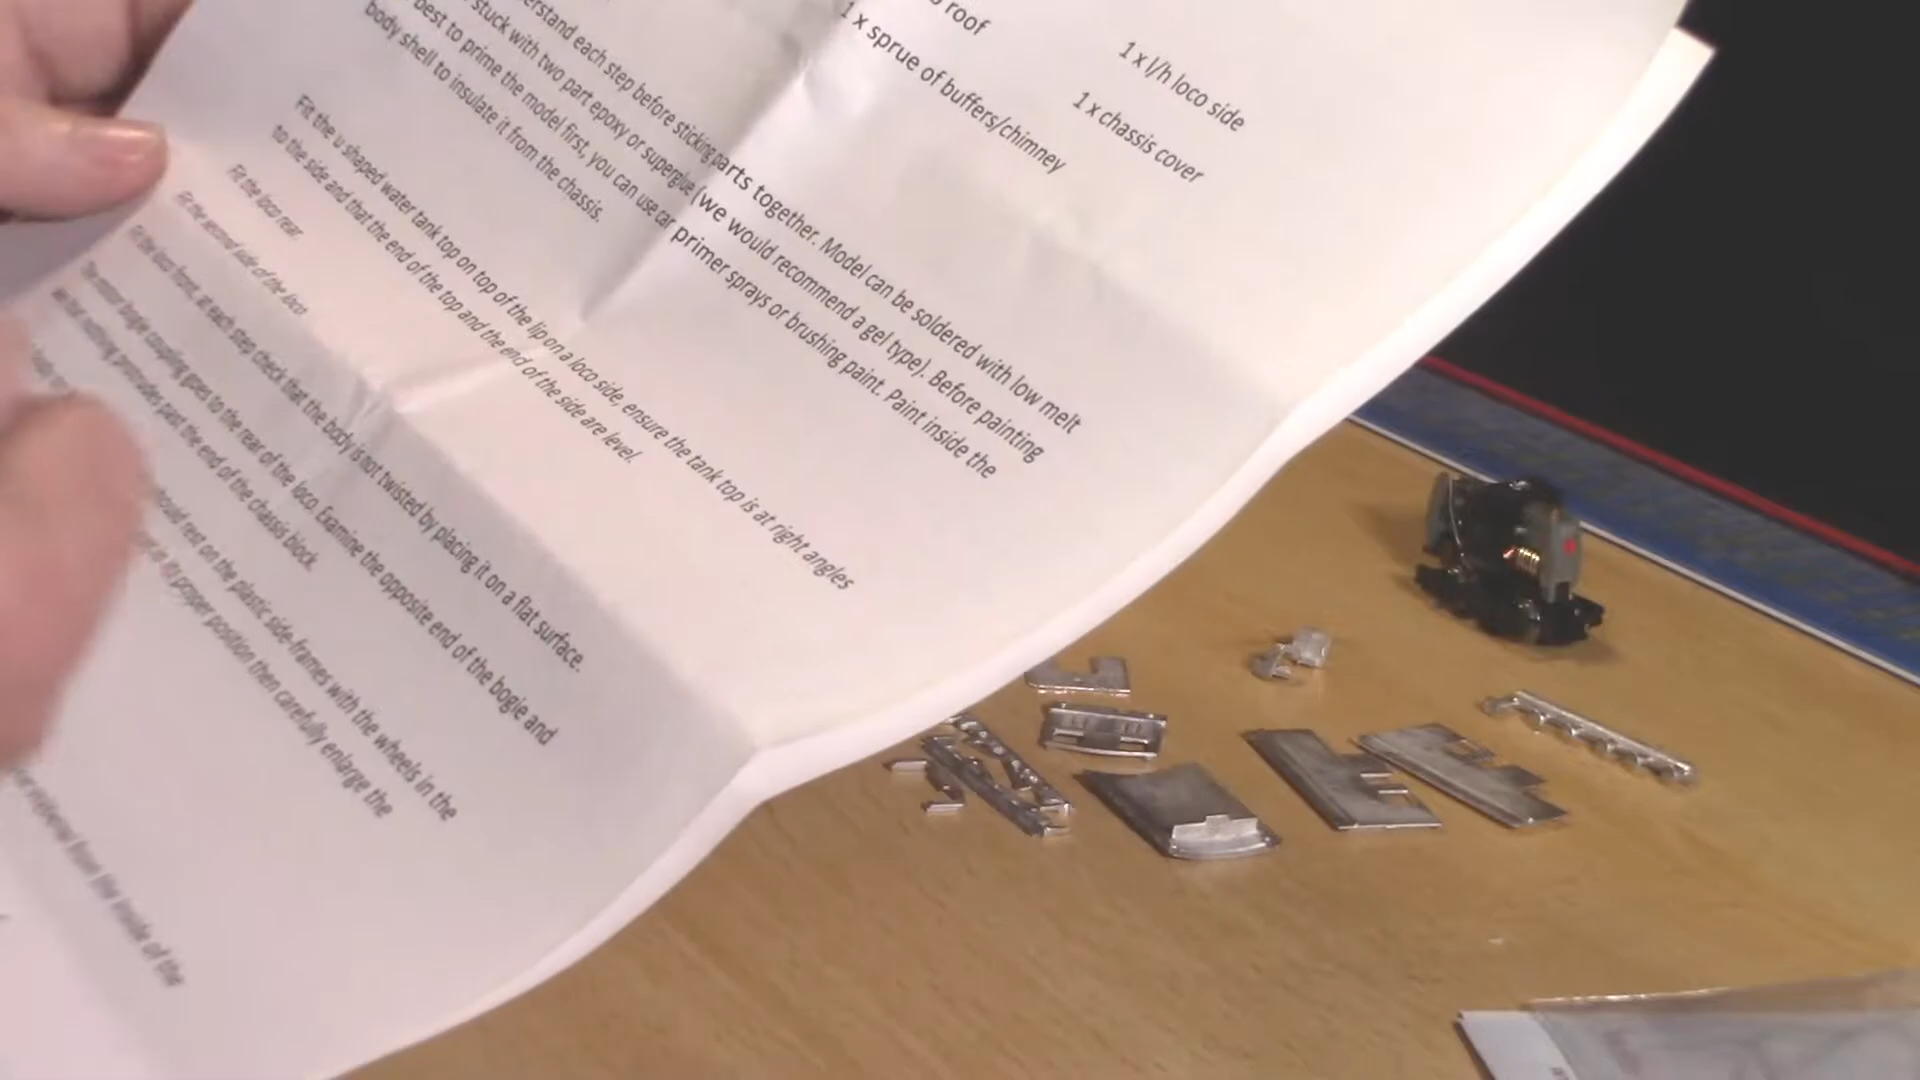 roof
1 x l/h loco side
1 x sprue of buffers/chimney
1 x chassis cover
each step before sticking parts together. Model can be soldered with low melt
stuck with two part epoxy or superglue (we would recommend a gel type). Before painting
best to prime the model first, you can use car primer sprays or brushing paint. Paint inside the
body shell to insulate it from the chassis.
Fit the u shaped water tank top on top of the lip on a loco side, ensure the tank top is at right angles
to the side and that the end of the top and the end of the side are level.
Fit the loco rear.
Fit the second side of the loco
Fit the loco front, at each step check that the body is not twisted by placing it on a flat surface.
The motor bogie coupling goes to the rear of the loco. Examine the opposite end of the bogie and
nothing protrudes past the end of the chassis block.
should rest on the plastic side-frames with the wheels in the
proper position then carefully enlarge the
from the inside of the